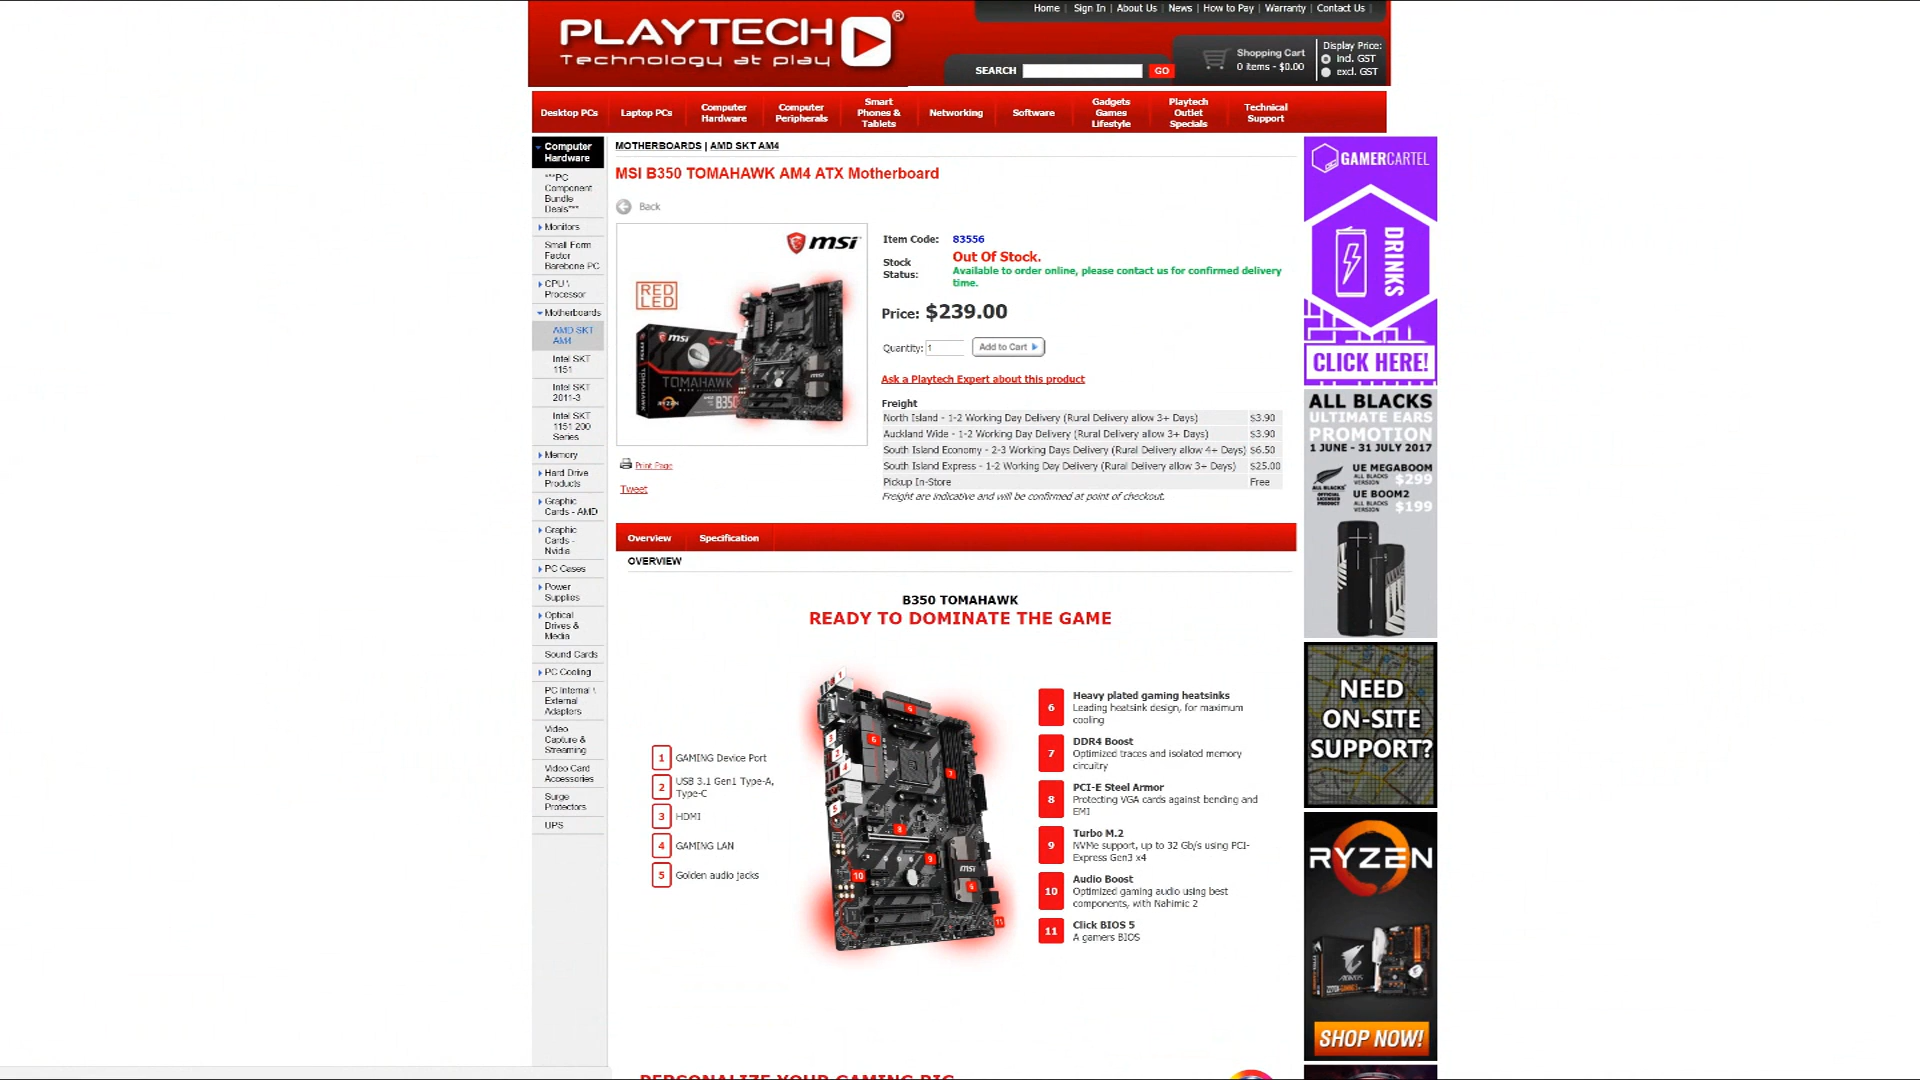 PLAYTECH ®
Technology at play
Home | Sign In | About Us | News | How to Pay | Warranty | Contact Us |
SEARCH GO
Shopping Cart
0 items - $0.00
Display Price:
incl. GST
excl. GST
Desktop PCs
Laptop PCs
Computer Hardware
Computer Peripherals
Smart Phones & Tablets
Networking
Software
Gadgets Games Lifestyle
Playtech Outlet Specials
Technical Support
Computer Hardware
***PC Component Bundle Deals***
Monitors
Small Form Factor Barebone PC
CPU \ Processor
Motherboards
AMD SKT AM4
Intel SKT 1151
Intel SKT 2011-3
Intel SKT 1151 200 Series
Memory
Hard Drive Products
Graphic Cards - AMD
Graphic Cards - Nvidia
PC Cases
Power Supplies
Optical Drives & Media
Sound Cards
PC Cooling
PC Internal \ External Adapters
Video Capture & Streaming
Video Card Accessories
Surge Protectors
UPS
MOTHERBOARDS | AMD SKT AM4
MSI B350 TOMAHAWK AM4 ATX Motherboard
Back
msi
RED LED
msi
TOMAHAWK
B350
RYZEN
Print Page
Tweet
Item Code: 83556
Stock Status: Out Of Stock.
Available to order online, please contact us for confirmed delivery
time.
Price: $239.00
Quantity: 1 Add to Cart
Ask a Playtech Expert about this product
Freight
North Island - 1-2 Working Day Delivery (Rural Delivery allow 3+ Days) $3.90
Auckland Wide - 1-2 Working Day Delivery (Rural Delivery allow 3+ Days) $3.90
South Island Economy - 2-3 Working Days Delivery (Rural Delivery allow 4+ Days) $6.50
South Island Express - 1-2 Working Day Delivery (Rural Delivery allow 3+ Days) $25.00
Pickup In-Store Free
Freight are indicative and will be confirmed at point of checkout.
Overview
Specification
OVERVIEW
B350 TOMAHAWK
READY TO DOMINATE THE GAME
1 GAMING Device Port
2 USB 3.1 Gen1 Type-A,
Type-C
3 HDMI
4 GAMING LAN
5 Golden audio jacks
6 Heavy plated gaming heatsinks
Leading heatsink design, for maximum
cooling
7 DDR4 Boost
Optimized traces and isolated memory
circuitry
8 PCI-E Steel Armor
Protecting VGA cards against bending and
EMI
9 Turbo M.2
NVMe support, up to 32 Gb/s using PCI-
Express Gen3 x4
10 Audio Boost
Optimized gaming audio using best
components, with Nahimic 2
11 Click BIOS 5
A gamers BIOS
PERSONALIZE YOUR GAMING RIG
GAMERCARTEL
DRINKS
CLICK HERE!
ALL BLACKS
ULTIMATE EARS
PROMOTION
1 JUNE - 31 JULY 2017
UE MEGABOOM
ALL BLACKS VERSION $299
UE BOOM2
ALL BLACKS VERSION $199
NEED
ON-SITE
SUPPORT?
RYZEN
AORUS
SHOP NOW!